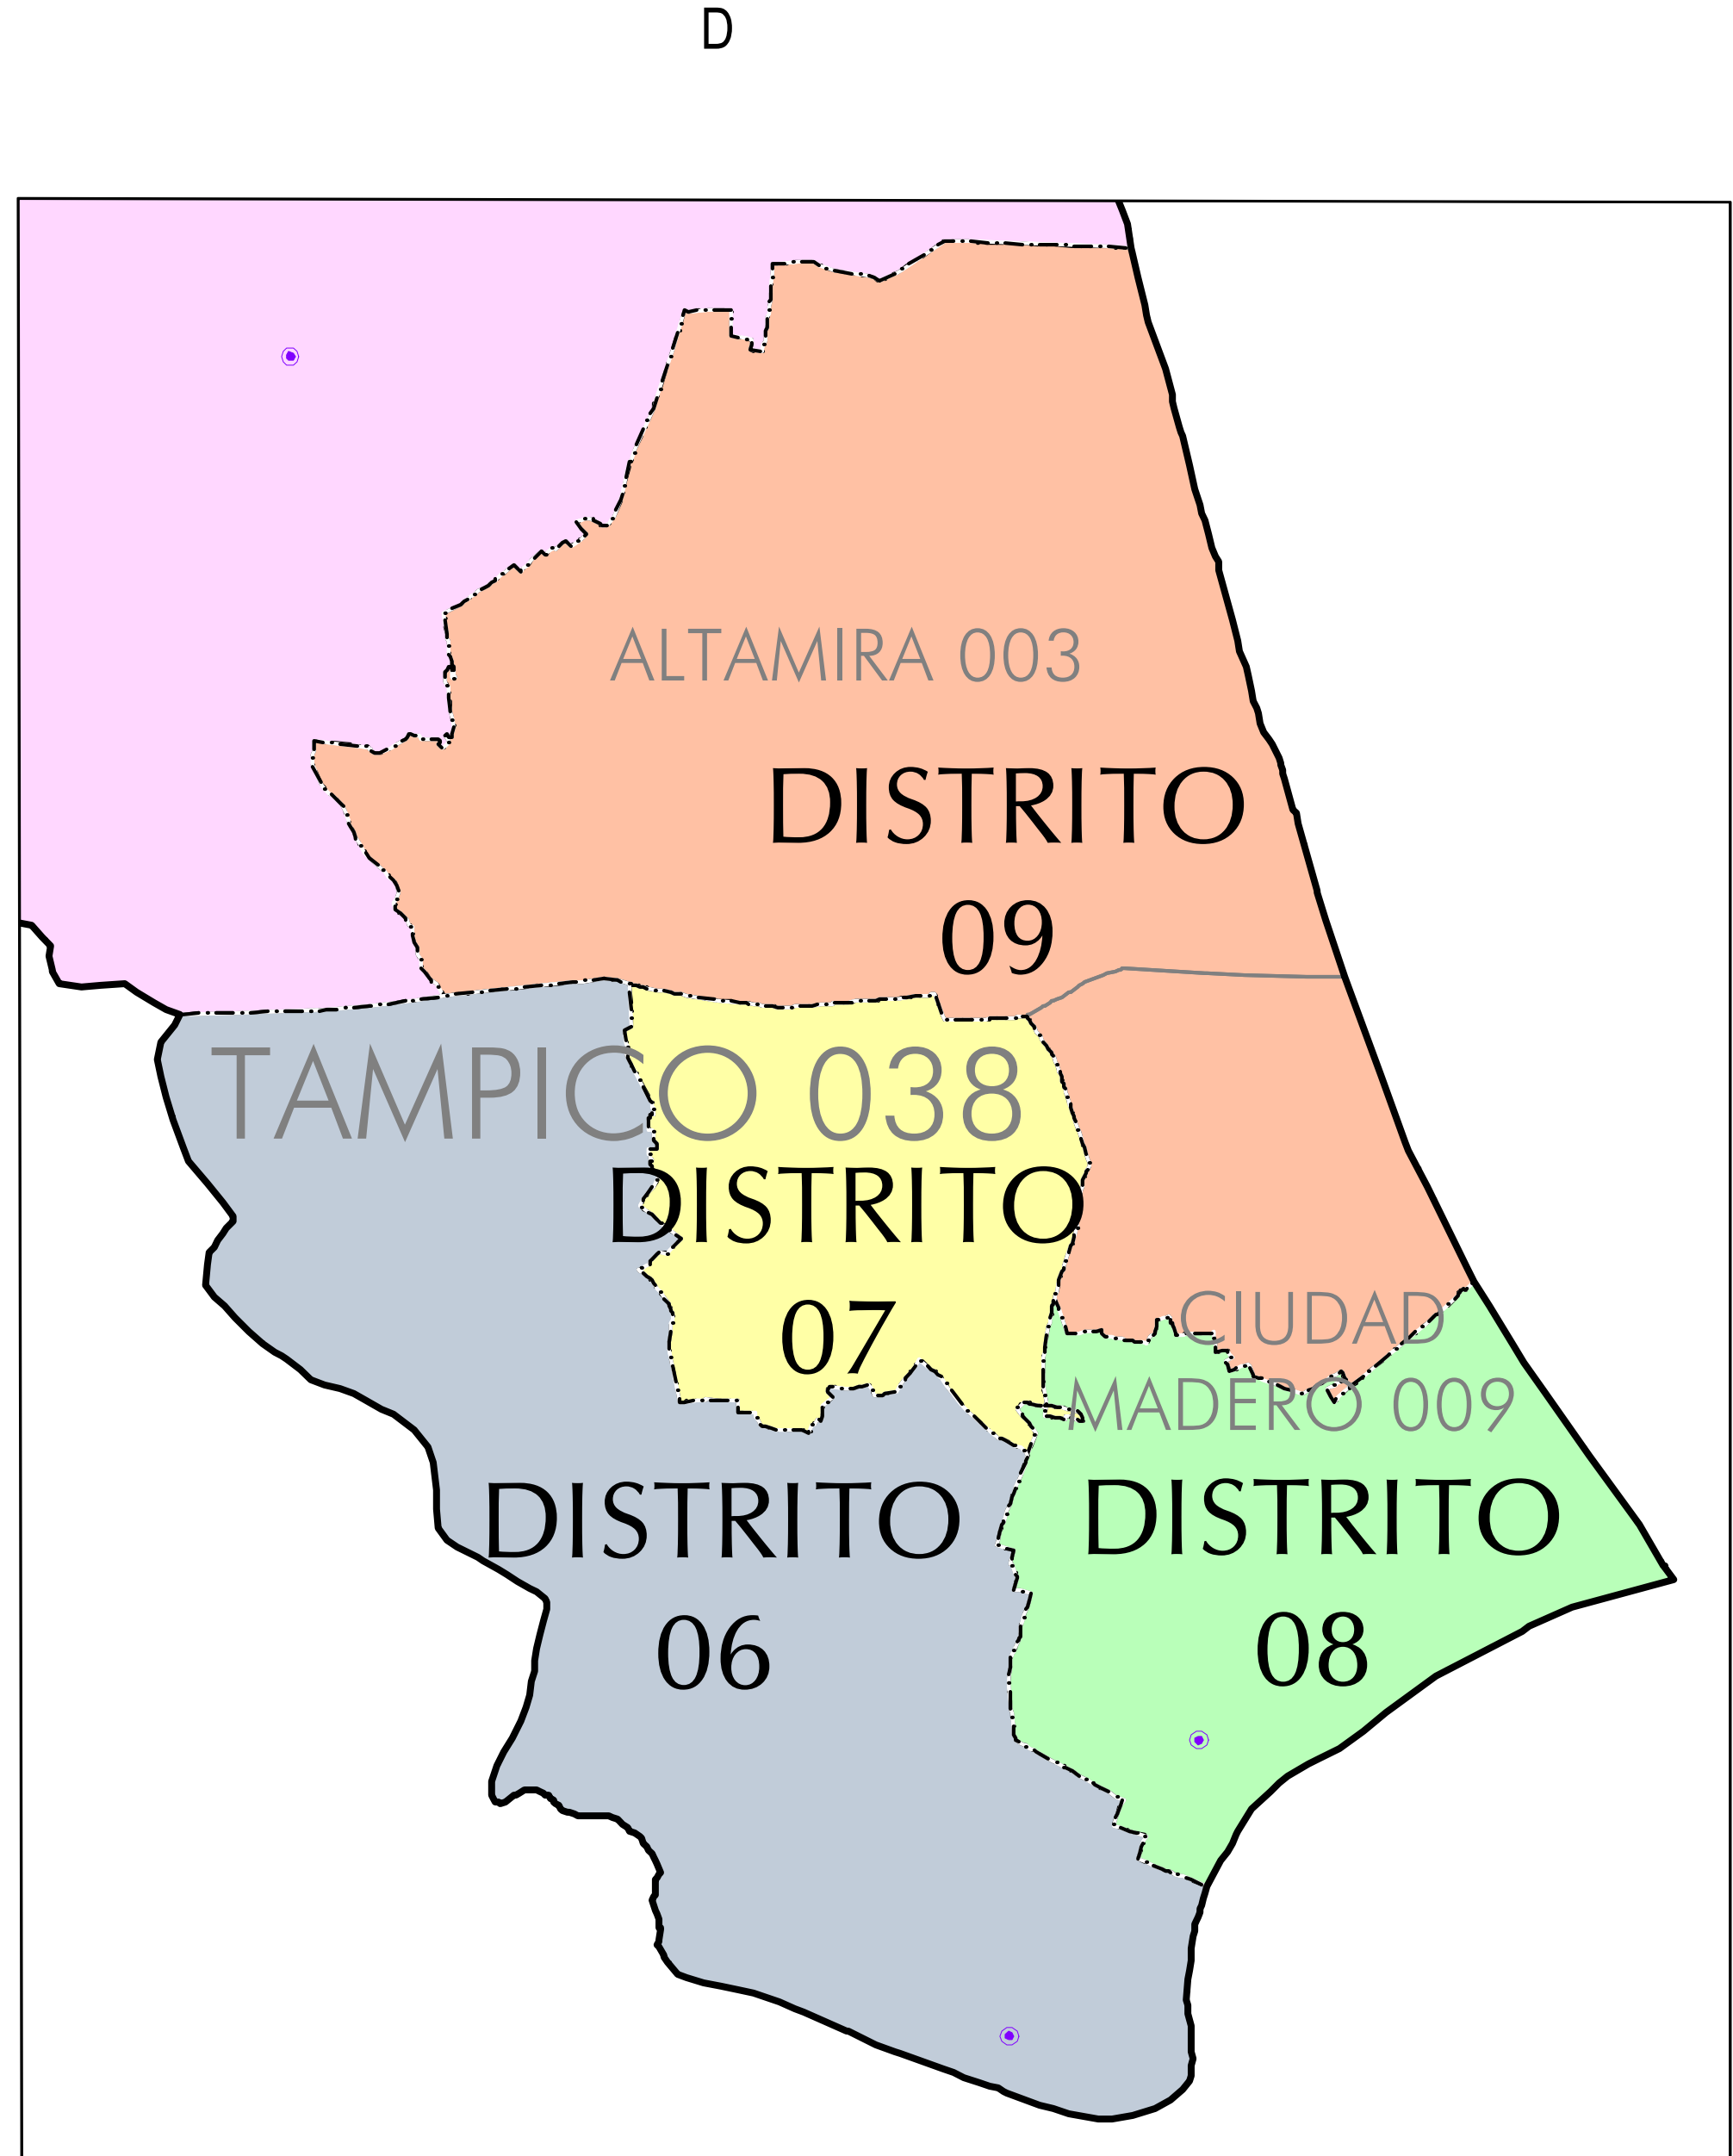 D
ALTAMIRA 003
DISTRITO
09
TAMPICO 038
DISTRITO
07
CIUDAD
MADERO 009
DISTRITO
06
DISTRITO
08